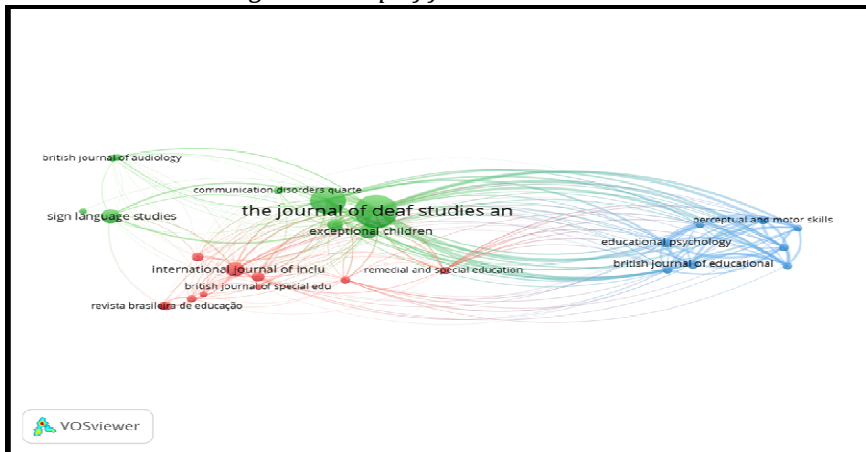 british journal of audiology
communication disorders quarte
sign language studies
the journal of deaf studies an
exceptional children
perceptual and motor skills
educational psychology
international journal of inclu
remedial and special education
british journal of educational
british journal of special edu
revista brasileira de educação
VOSviewer